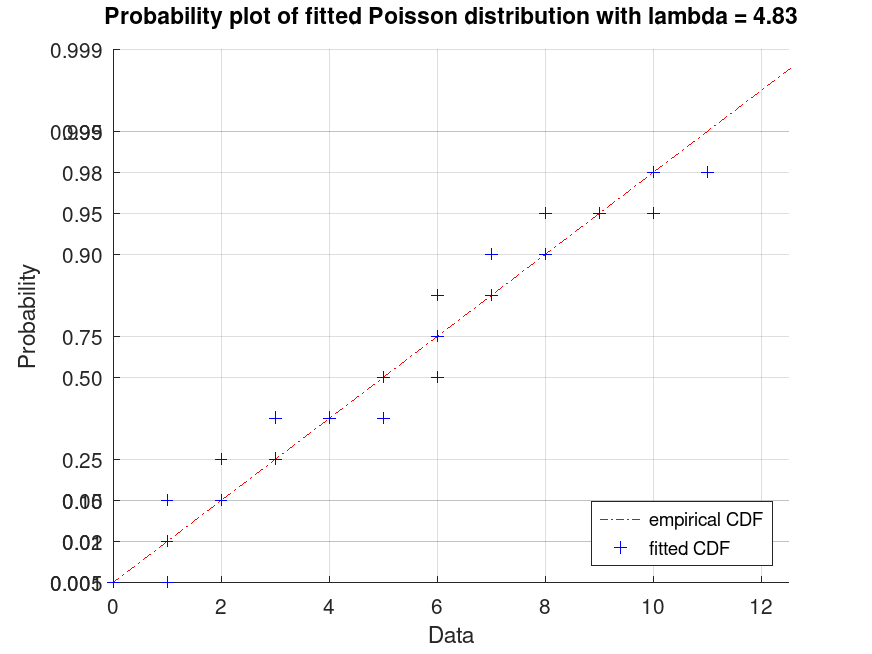 Probability plot of fitted Poisson distribution with lambda = 4.83
0.999
0.98
0.95
0.90
0.75
0.50
0.25
0 2 4 6 8 10 12
Probability
Data
empirical CDF
fitted CDF